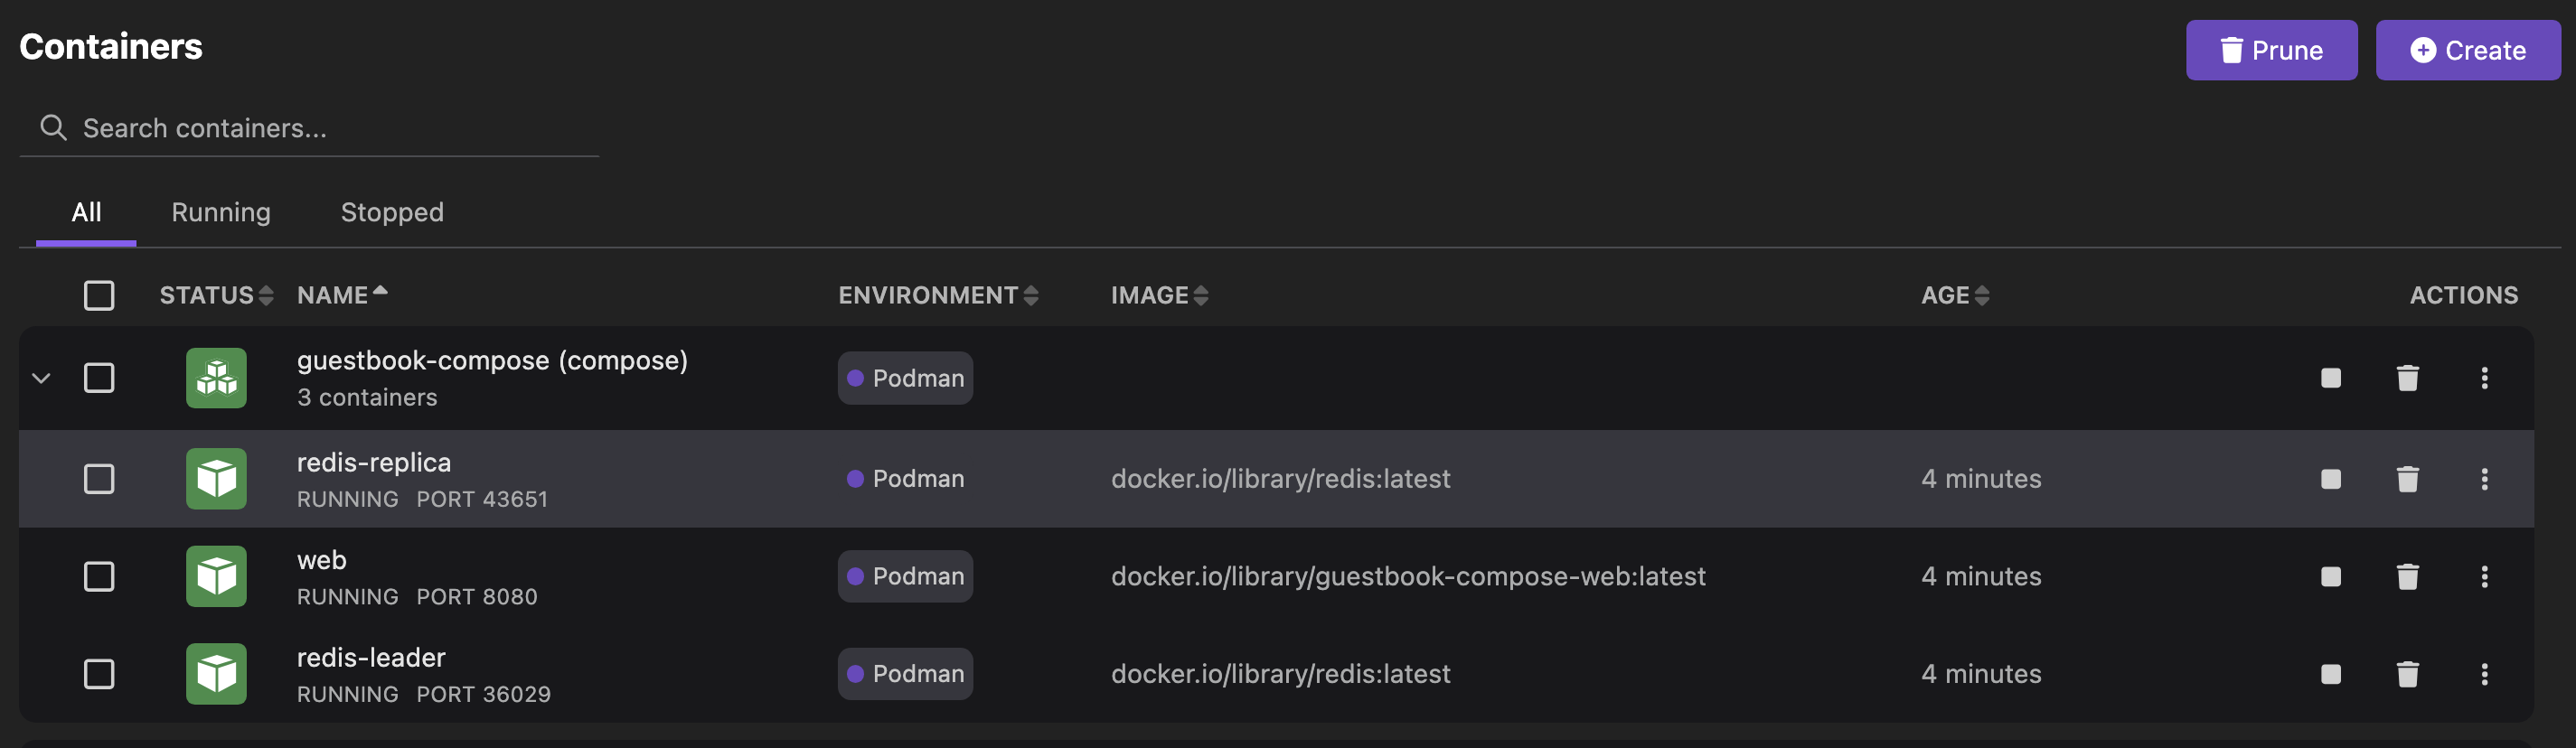 Containers
Prune
Create
Search containers...
All Running Stopped
STATUS NAME ENVIRONMENT IMAGE AGE ACTIONS
guestbook-compose (compose)
3 containers
Podman
redis-replica
RUNNING PORT 43651
Podman
docker.io/library/redis:latest
4 minutes
web
RUNNING PORT 8080
Podman
docker.io/library/guestbook-compose-web:latest
4 minutes
redis-leader
RUNNING PORT 36029
Podman
docker.io/library/redis:latest
4 minutes